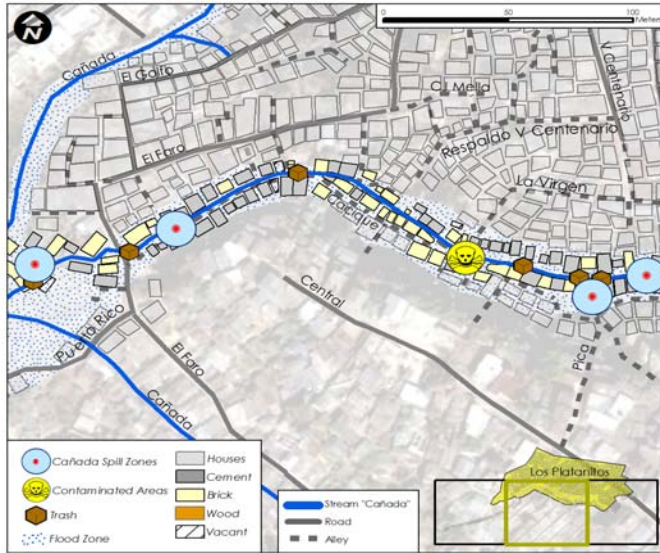 N
0 50 100
Meters
Cañada
El Golfo
C.J. Mella
V Centenario
Respaldo V Centenario
El Faro
La Virgen
Cacique
Central
Puerto Rico
El Faro
Pica
Cañada
Cañada Spill Zones
Contaminated Areas
Trash
Flood Zone
Houses
Cement
Brick
Wood
Vacant
Stream "Cañada"
Road
Alley
Los Platanitos